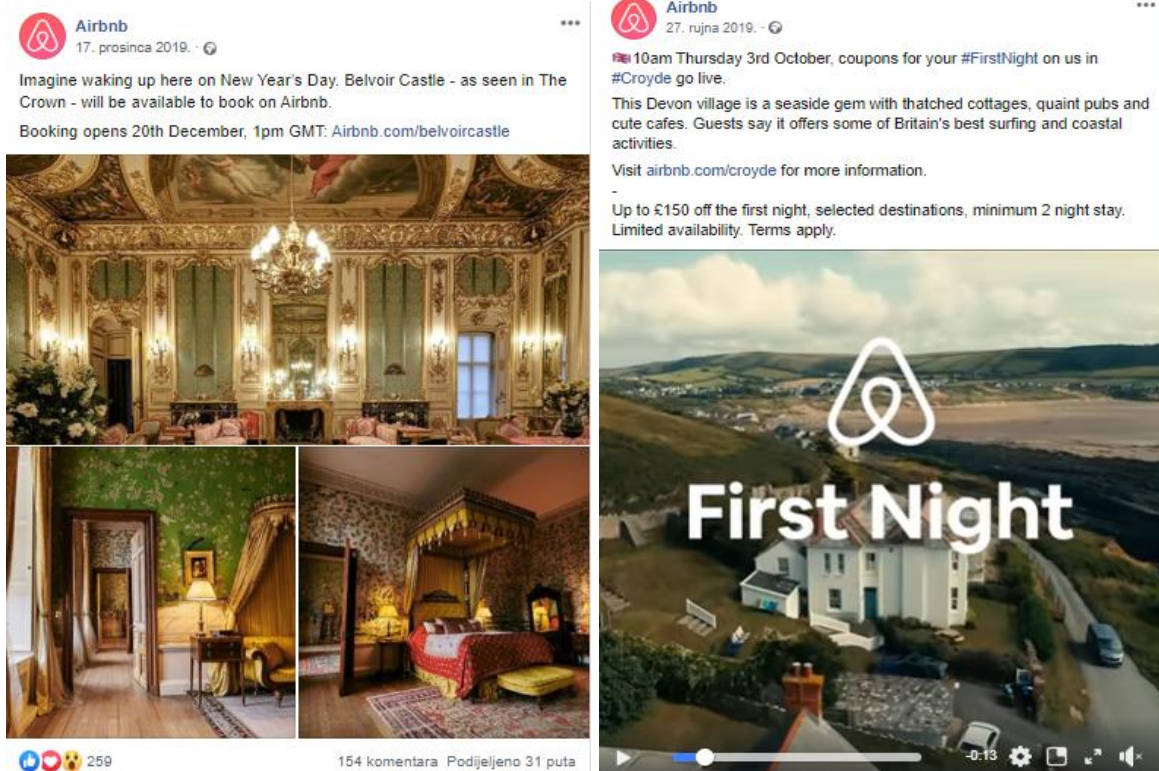 Airbnb
17. prosinca 2019. ·
Imagine waking up here on New Year's Day. Belvoir Castle - as seen in The
Crown - will be available to book on Airbnb.
Booking opens 20th December, 1pm GMT: Airbnb.com/belvoircastle
259
154 komentara Podijeljeno 31 puta
Airbnb
27. rujna 2019. ·
10am Thursday 3rd October, coupons for your #FirstNight on us in
#Croyde go live.
This Devon village is a seaside gem with thatched cottages, quaint pubs and
cute cafes. Guests say it offers some of Britain's best surfing and coastal
activities.
Visit airbnb.com/croyde for more information.
-
Up to £150 off the first night, selected destinations, minimum 2 night stay.
Limited availability. Terms apply.
First Night
-0:13